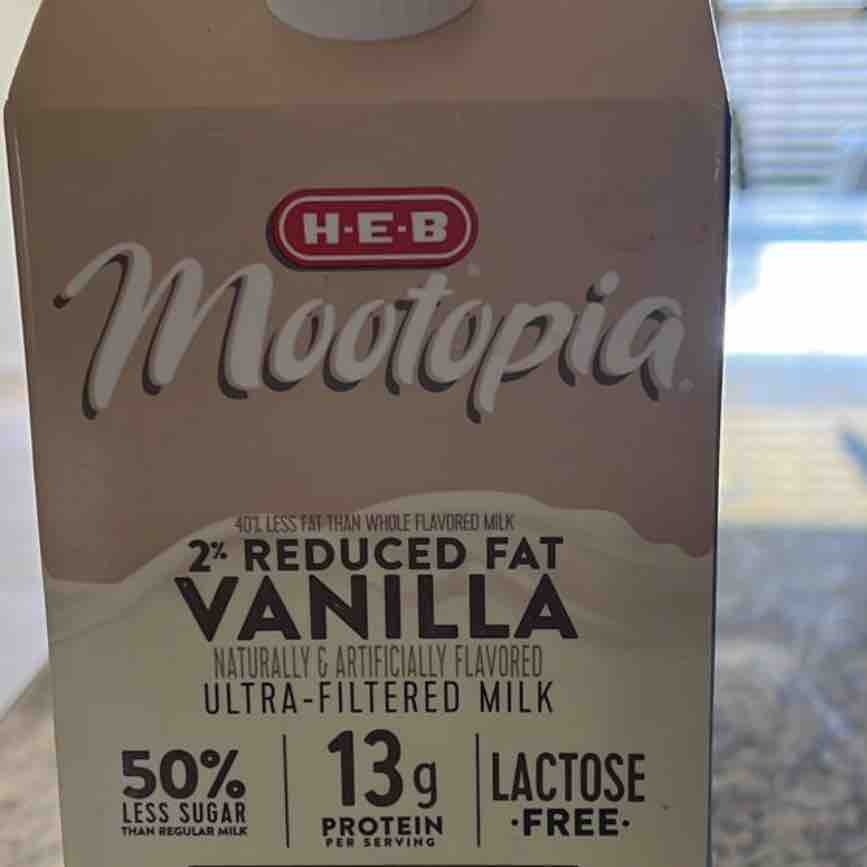 H-E-B
Mootopia®
40% LESS FAT THAN WHOLE FLAVORED MILK
2% REDUCED FAT
VANILLA
NATURALLY & ARTIFICIALLY FLAVORED
ULTRA-FILTERED MILK
50%
LESS SUGAR
THAN REGULAR MILK
13g
PROTEIN
PER SERVING
LACTOSE
·FREE·